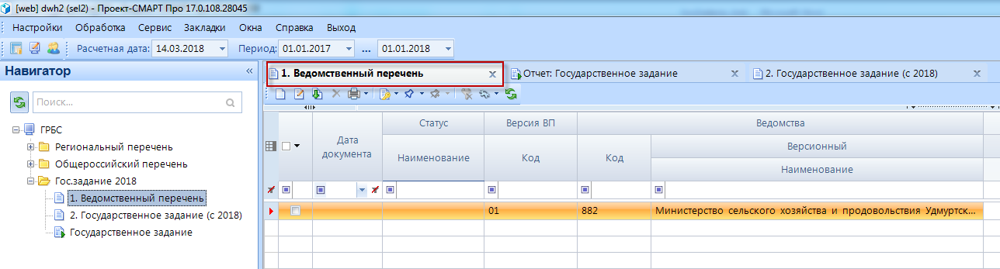 [web] dwh2 (sel2) - Проект-СМАРТ Про 17.0.108.28045
Настройки Обработка Сервис Закладки Окна Справка Выход
Расчетная дата: 14.03.2018 Период: 01.01.2017 ... 01.01.2018
Навигатор «
Поиск...
ГРБС
Региональный перечень
Общероссийский перечень
Гос.задание 2018
1. Ведомственный перечень
2. Государственное задание (с 2018)
Государственное задание
1. Ведомственный перечень Отчет: Государственное задание 2. Государственное задание (с 2018)
Дата документа
Статус
Наименование
Версия ВП
Код
Ведомства
Код
Версионный
Наименование
01 882 Министерство сельского хозяйства и продовольствия Удмуртск...